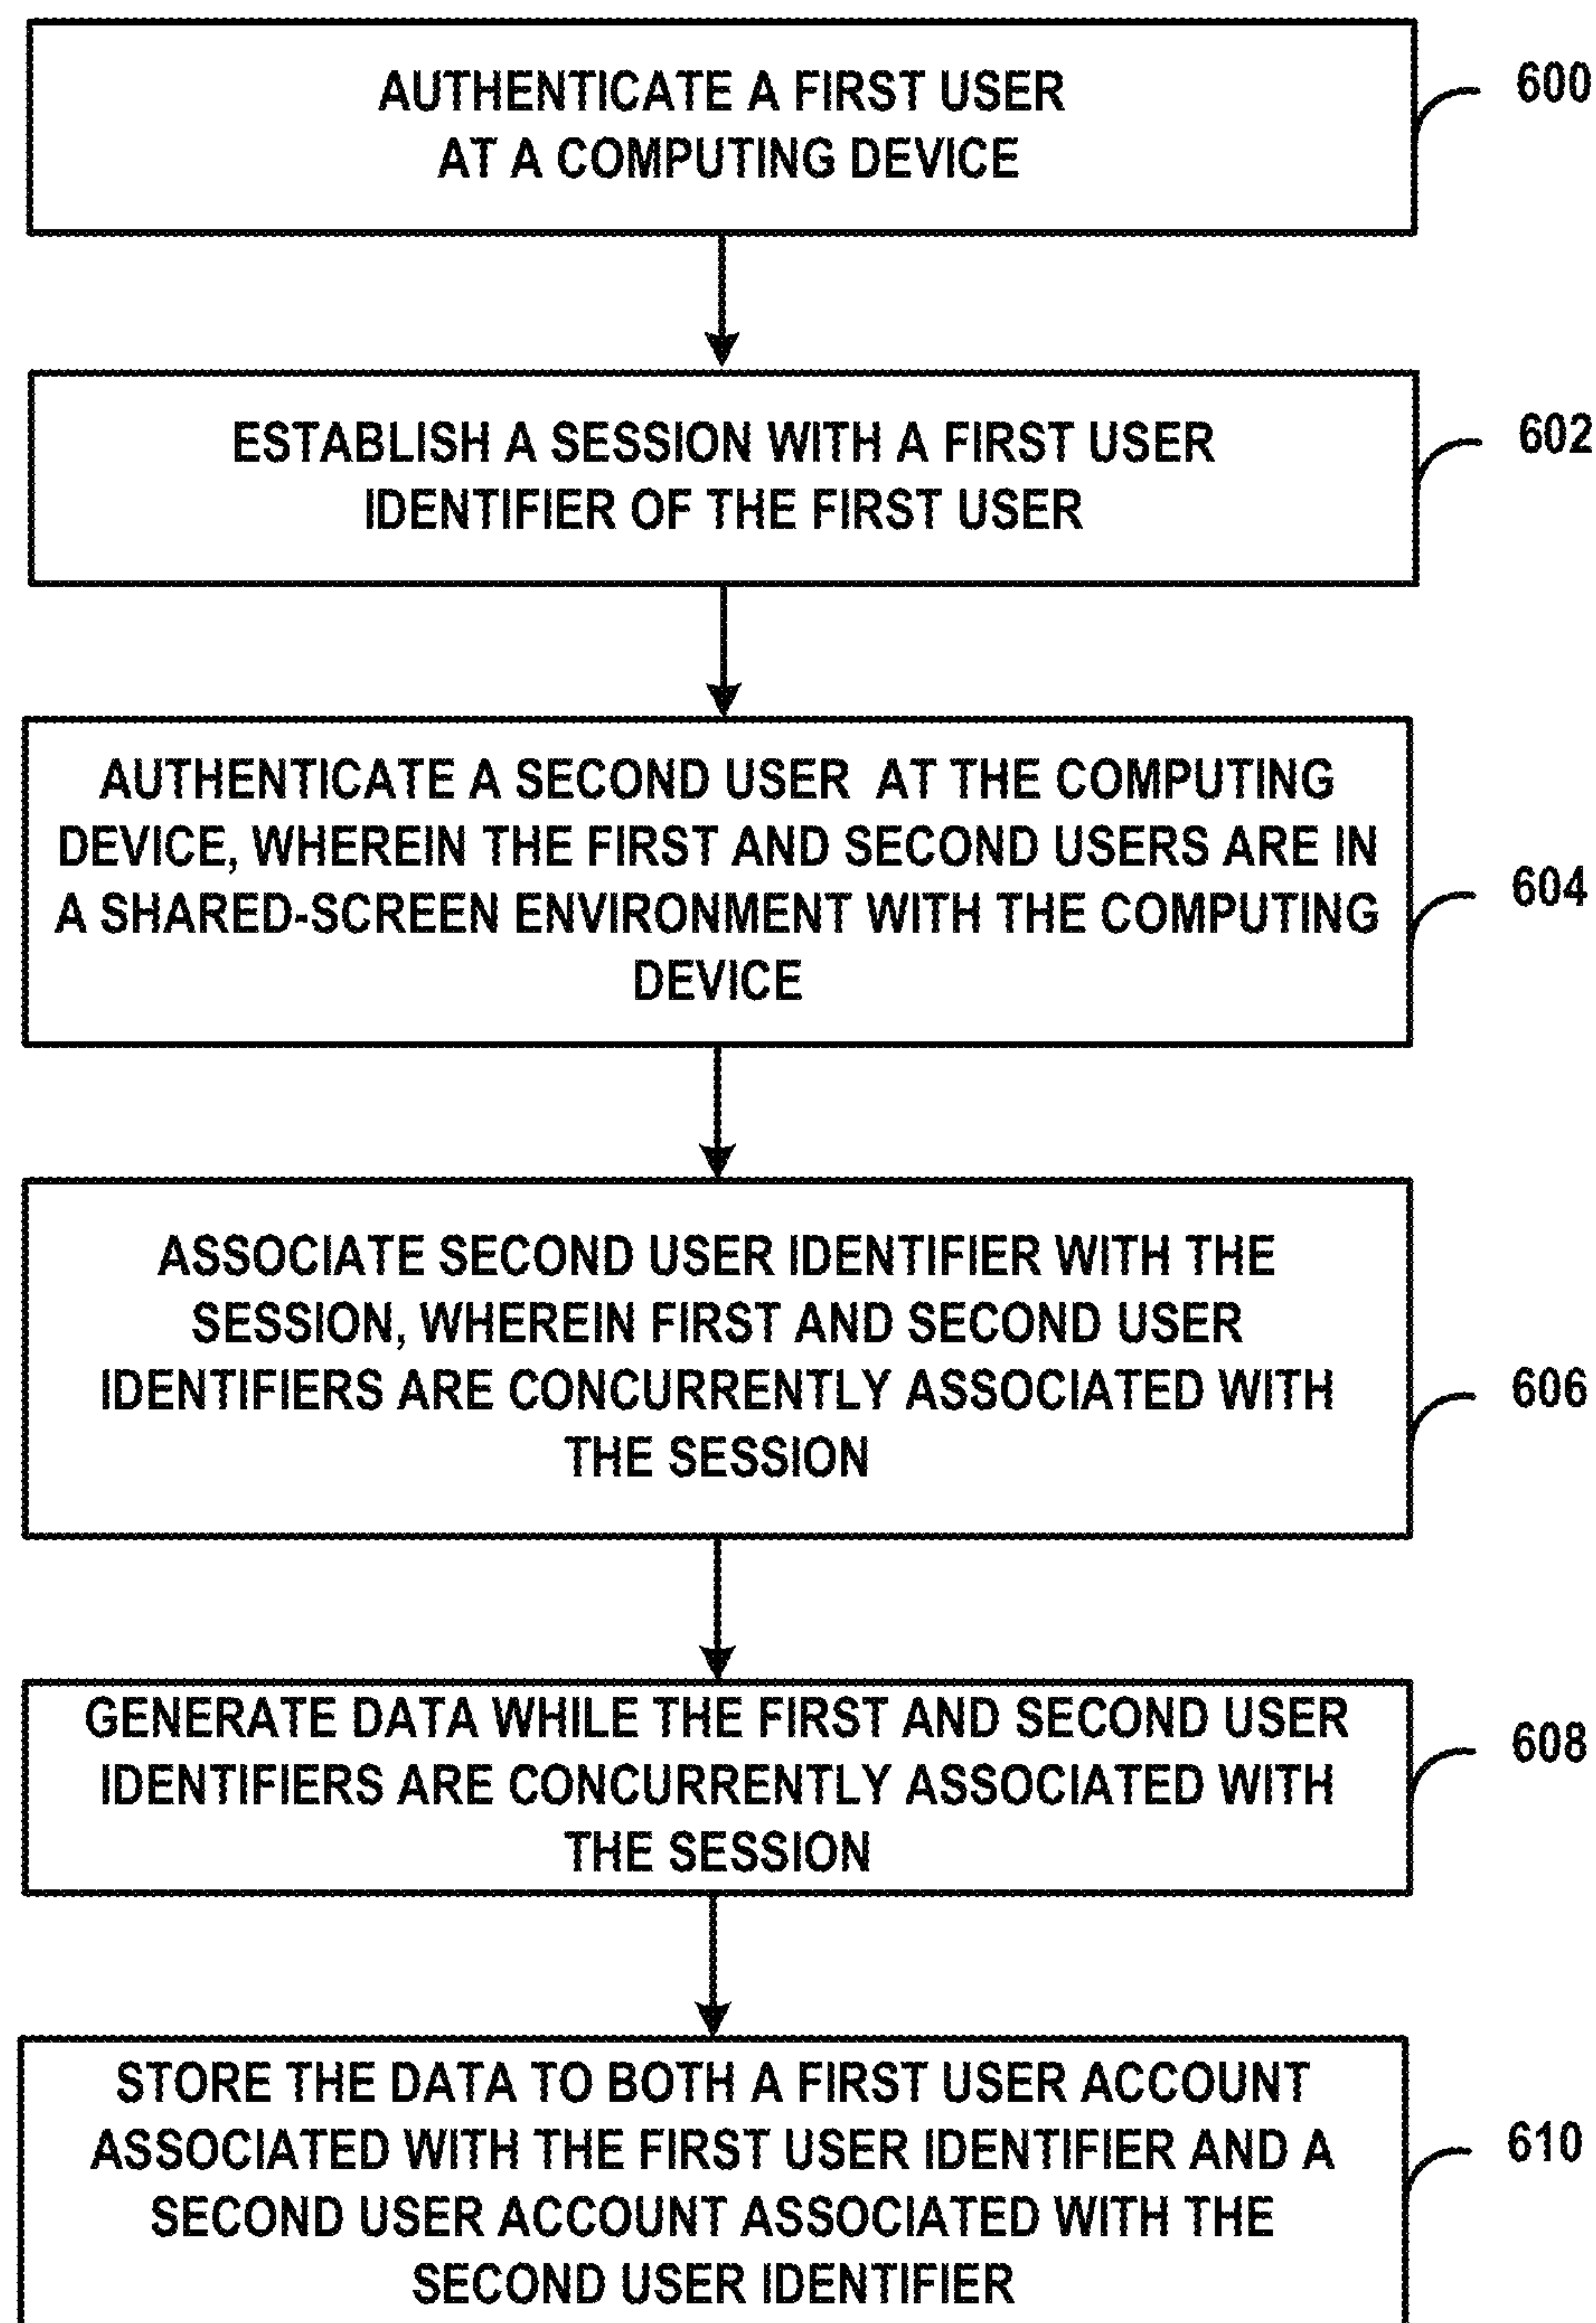 AUTHENTICATE A FIRST USER
AT A COMPUTING DEVICE
600
ESTABLISH A SESSION WITH A FIRST USER
IDENTIFIER OF THE FIRST USER
602
AUTHENTICATE A SECOND USER AT THE COMPUTING
DEVICE, WHEREIN THE FIRST AND SECOND USERS ARE IN
A SHARED-SCREEN ENVIRONMENT WITH THE COMPUTING
DEVICE
604
ASSOCIATE SECOND USER IDENTIFIER WITH THE
SESSION, WHEREIN FIRST AND SECOND USER
IDENTIFIERS ARE CONCURRENTLY ASSOCIATED WITH
THE SESSION
606
GENERATE DATA WHILE THE FIRST AND SECOND USER
IDENTIFIERS ARE CONCURRENTLY ASSOCIATED WITH
THE SESSION
608
STORE THE DATA TO BOTH A FIRST USER ACCOUNT
ASSOCIATED WITH THE FIRST USER IDENTIFIER AND A
SECOND USER ACCOUNT ASSOCIATED WITH THE
SECOND USER IDENTIFIER
610